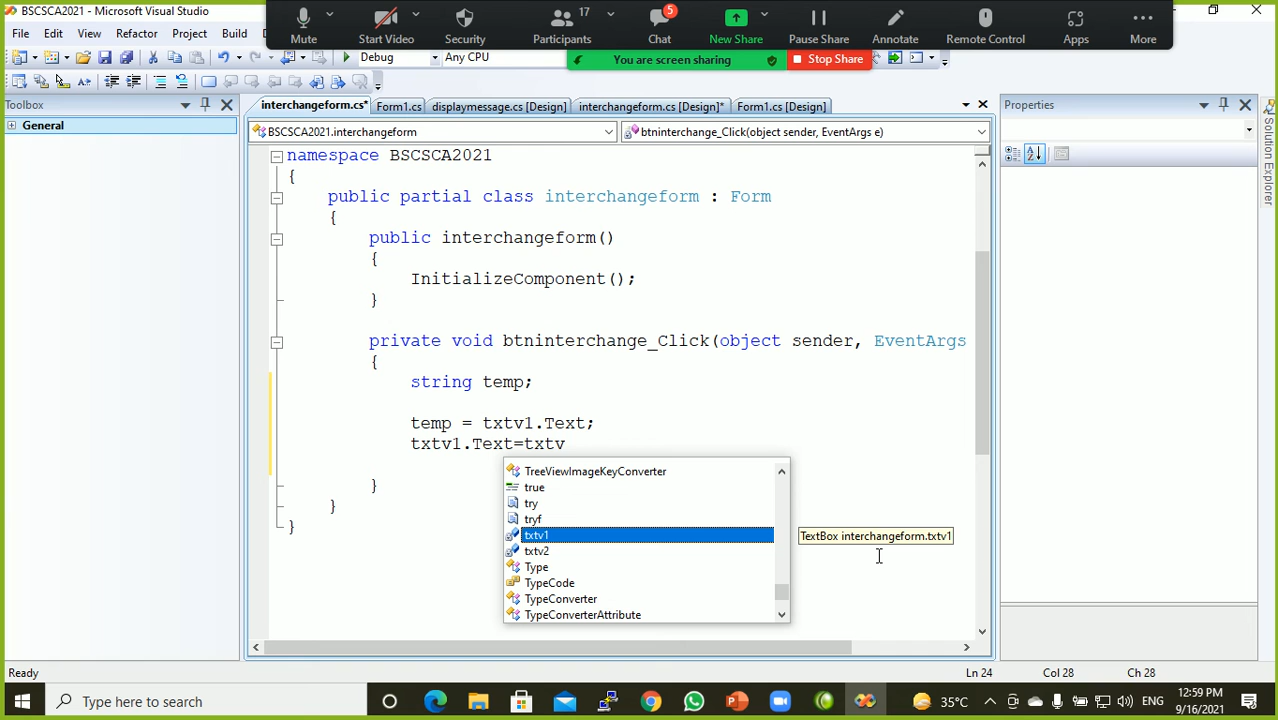 BSCSCA2021 - Microsoft Visual Studio
Mute
Start Video
Security
17
Participants
5
Chat
New Share
Pause Share
Annotate
Remote Control
Apps
More
File Edit View Refactor Project Build
Debug Any CPU
You are screen sharing
Stop Share
Toolbox
General
interchangeform.cs* Form1.cs displaymessage.cs [Design] interchangeform.cs [Design]* Form1.cs [Design]
Properties
Solution Explorer
BSCSCA2021.interchangeform
btninterchange_Click(object sender, EventArgs e)
namespace BSCSCA2021
{
public partial class interchangeform : Form
{
public interchangeform()
{
InitializeComponent();
}
private void btninterchange_Click(object sender, EventArgs
{
string temp;
temp = txtv1.Text;
txtv1.Text=txtv
}
}
}
TreeViewImageKeyConverter
true
try
tryf
txtv1
txtv2
Type
TypeCode
TypeConverter
TypeConverterAttribute
TextBox interchangeform.txtv1
Ready
Ln 24 Col 28 Ch 28
Type here to search
35°C
ENG
12:59 PM
9/16/2021